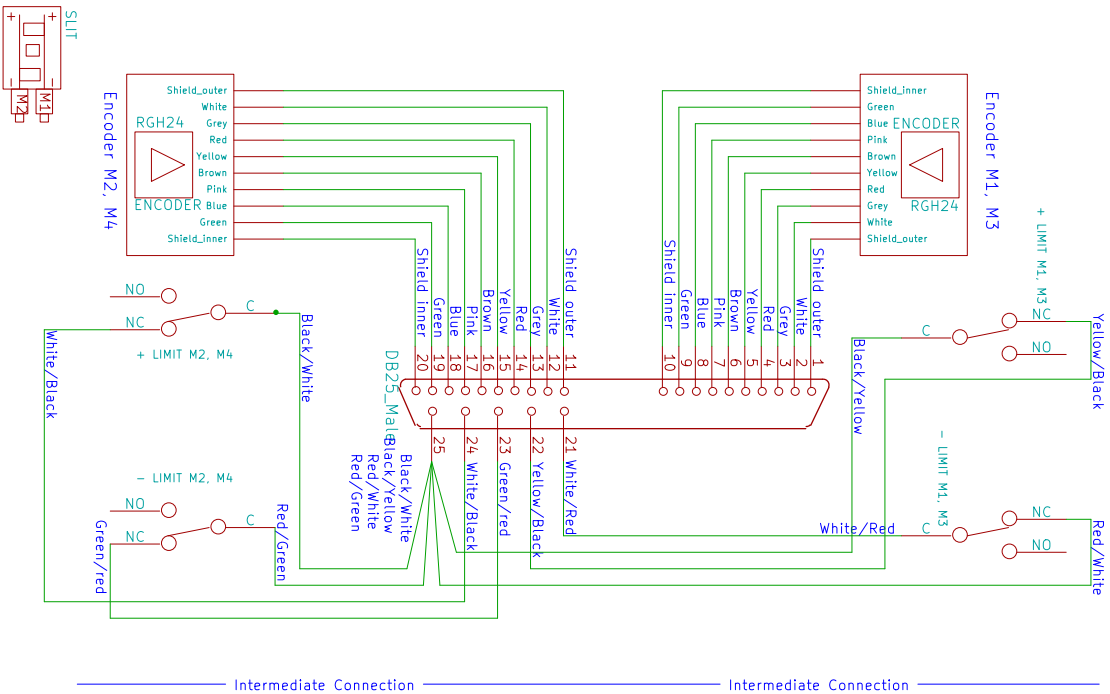 SLIT
+ +
- -
M2
M1
Encoder M2, M4
RGH24
ENCODER
Shield_outer
White
Grey
Red
Yellow
Brown
Pink
Blue
Green
Shield_inner
Shield_inner
Green
Blue
Pink
Brown
Yellow
Red
Grey
White
Shield_outer
ENCODER
RGH24
Encoder M1, M3
+ LIMIT M1, M3
NO
NC
C
+ LIMIT M2, M4
White/Black
Black/White
Shield inner
Green
Blue
Pink
Brown
Yellow
Red
Grey
White
Shield outer
Shield inner
Green
Blue
Pink
Brown
Yellow
Red
Grey
White
Shield outer
20
19
18
17
16
15
14
13
12
11
10
9
8
7
6
5
4
3
2
1
DB25_Male
C
NC
NO
Yellow/Black
Black/Yellow
25
24
23
22
21
Black/White
Black/Yellow
Red/White
Red/Green
White/Black
Green/red
Yellow/Black
White/Red
- LIMIT M2, M4
NO
NC
C
Green/red
Red/Green
- LIMIT M1, M3
White/Red
C
NC
NO
Red/White
Intermediate Connection
Intermediate Connection